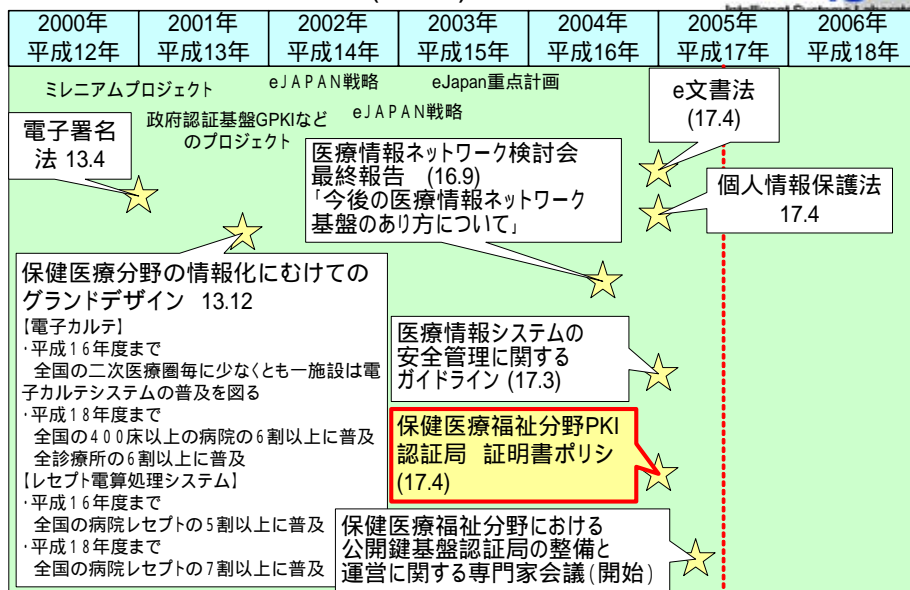 2000年
平成12年
2001年
平成13年
2002年
平成14年
2003年
平成15年
2004年
平成16年
2005年
平成17年
2006年
平成18年
ミレニアムプロジェクト
eJAPAN戦略
eJapan重点計画
政府認証基盤GPKIなど
のプロジェクト
eJAPAN戦略
電子署名
法 13.4
e文書法
(17.4)
医療情報ネットワーク検討会
最終報告 (16.9)
「今後の医療情報ネットワーク
基盤のあり方について」
個人情報保護法
17.4
保健医療分野の情報化にむけての
グランドデザイン 13.12
【電子カルテ】
・平成16年度まで
全国の二次医療圏毎に少なくとも一施設は電
子カルテシステムの普及を図る
・平成18年度まで
全国の400床以上の病院の6割以上に普及
全診療所の6割以上に普及
【レセプト電算処理システム】
・平成16年度まで
全国の病院レセプトの5割以上に普及
・平成18年度まで
全国の病院レセプトの7割以上に普及
医療情報システムの
安全管理に関する
ガイドライン (17.3)
保健医療福祉分野PKI
認証局 証明書ポリシ
(17.4)
保健医療福祉分野における
公開鍵基盤認証局の整備と
運営に関する専門家会議(開始)